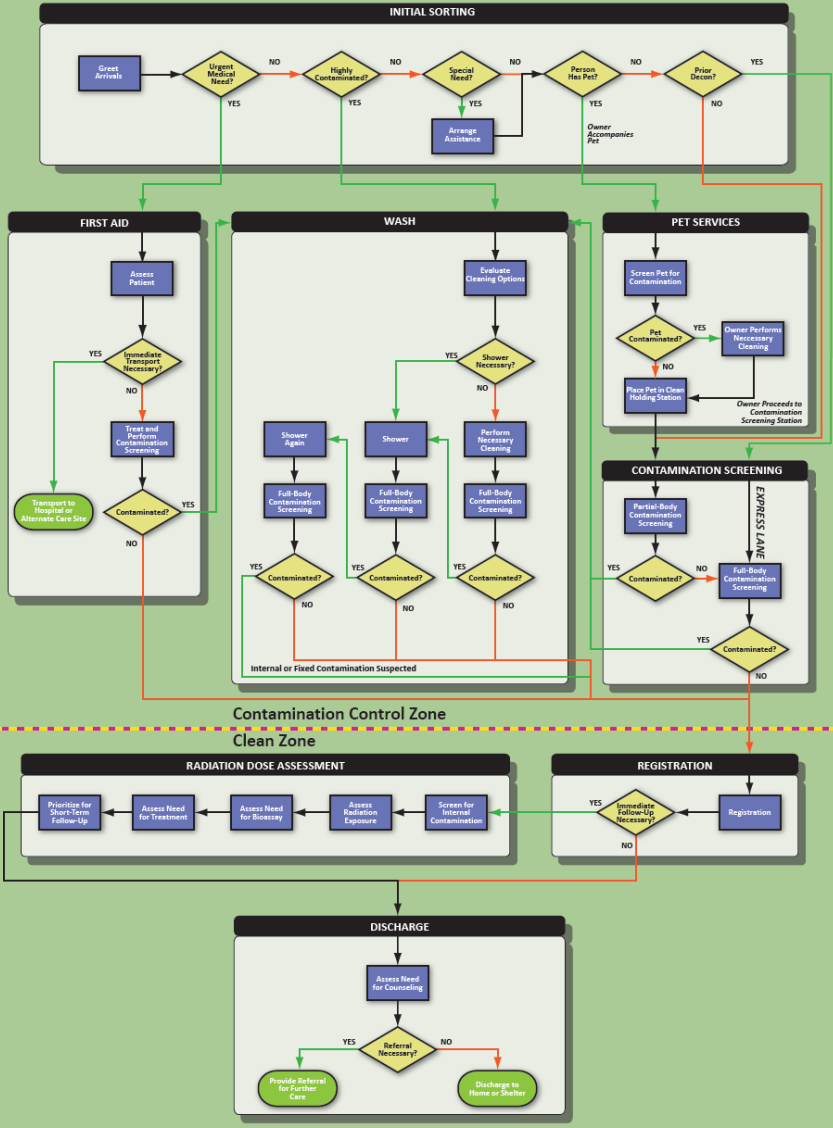 INITIAL SORTING
Greet
Arrivals
Urgent
Medical
Need?
NO
YES
Highly
Contaminated?
NO
YES
Special
Need?
NO
YES
Arrange
Assistance
Person
Has Pet?
NO
YES
Owner
Accompanies
Pet
Prior
Decon?
YES
NO
FIRST AID
Assess
Patient
Immediate
Transport
Necessary?
YES
NO
Treat and
Perform
Contamination
Screening
Transport to
Hospital or
Alternate Care Site
Contaminated?
YES
NO
WASH
Evaluate
Cleaning Options
Shower
Necessary?
YES
NO
Shower
Again
Shower
Perform
Necessary
Cleaning
Full-Body
Contamination
Screening
Full-Body
Contamination
Screening
Full-Body
Contamination
Screening
YES
Contaminated?
NO
YES
Contaminated?
NO
YES
Contaminated?
NO
Internal or Fixed Contamination Suspected
PET SERVICES
Screen Pet for
Contamination
Pet
Contaminated?
YES
NO
Owner Performs
Neccessary
Cleaning
Place Pet in Clean
Holding Station
Owner Proceeds to
Contamination
Screening Station
CONTAMINATION SCREENING
Partial-Body
Contamination
Screening
EXPRESS LANE
YES
Contaminated?
NO
Full-Body
Contamination
Screening
YES
Contaminated?
NO
Contamination Control Zone
Clean Zone
RADIATION DOSE ASSESSMENT
Prioritize for
Short-Term
Follow-Up
Assess Need
for Treatment
Assess Need
for Bioassay
Assess
Radiation
Exposure
Screen for
Internal
Contamination
REGISTRATION
YES
Immediate
Follow-Up
Necessary?
NO
Registration
DISCHARGE
Assess Need
for Counseling
YES
Referral
Necessary?
NO
Provide Referral
for Further
Care
Discharge to
Home or Shelter